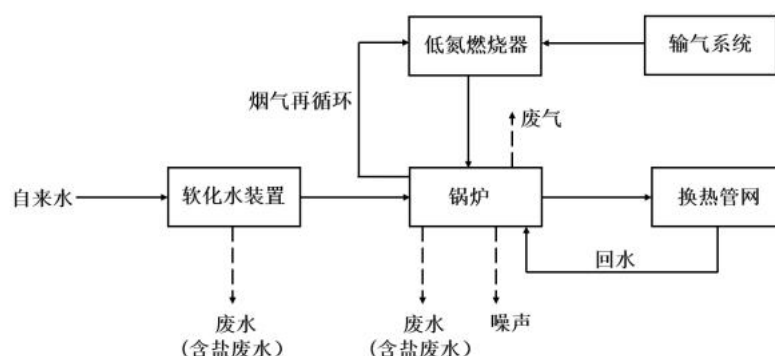 低氮燃烧器
输气系统
烟气再循环
废气
自来水
软化水装置
锅炉
换热管网
回水
废水
(含盐废水)
废水
(含盐废水)
噪声